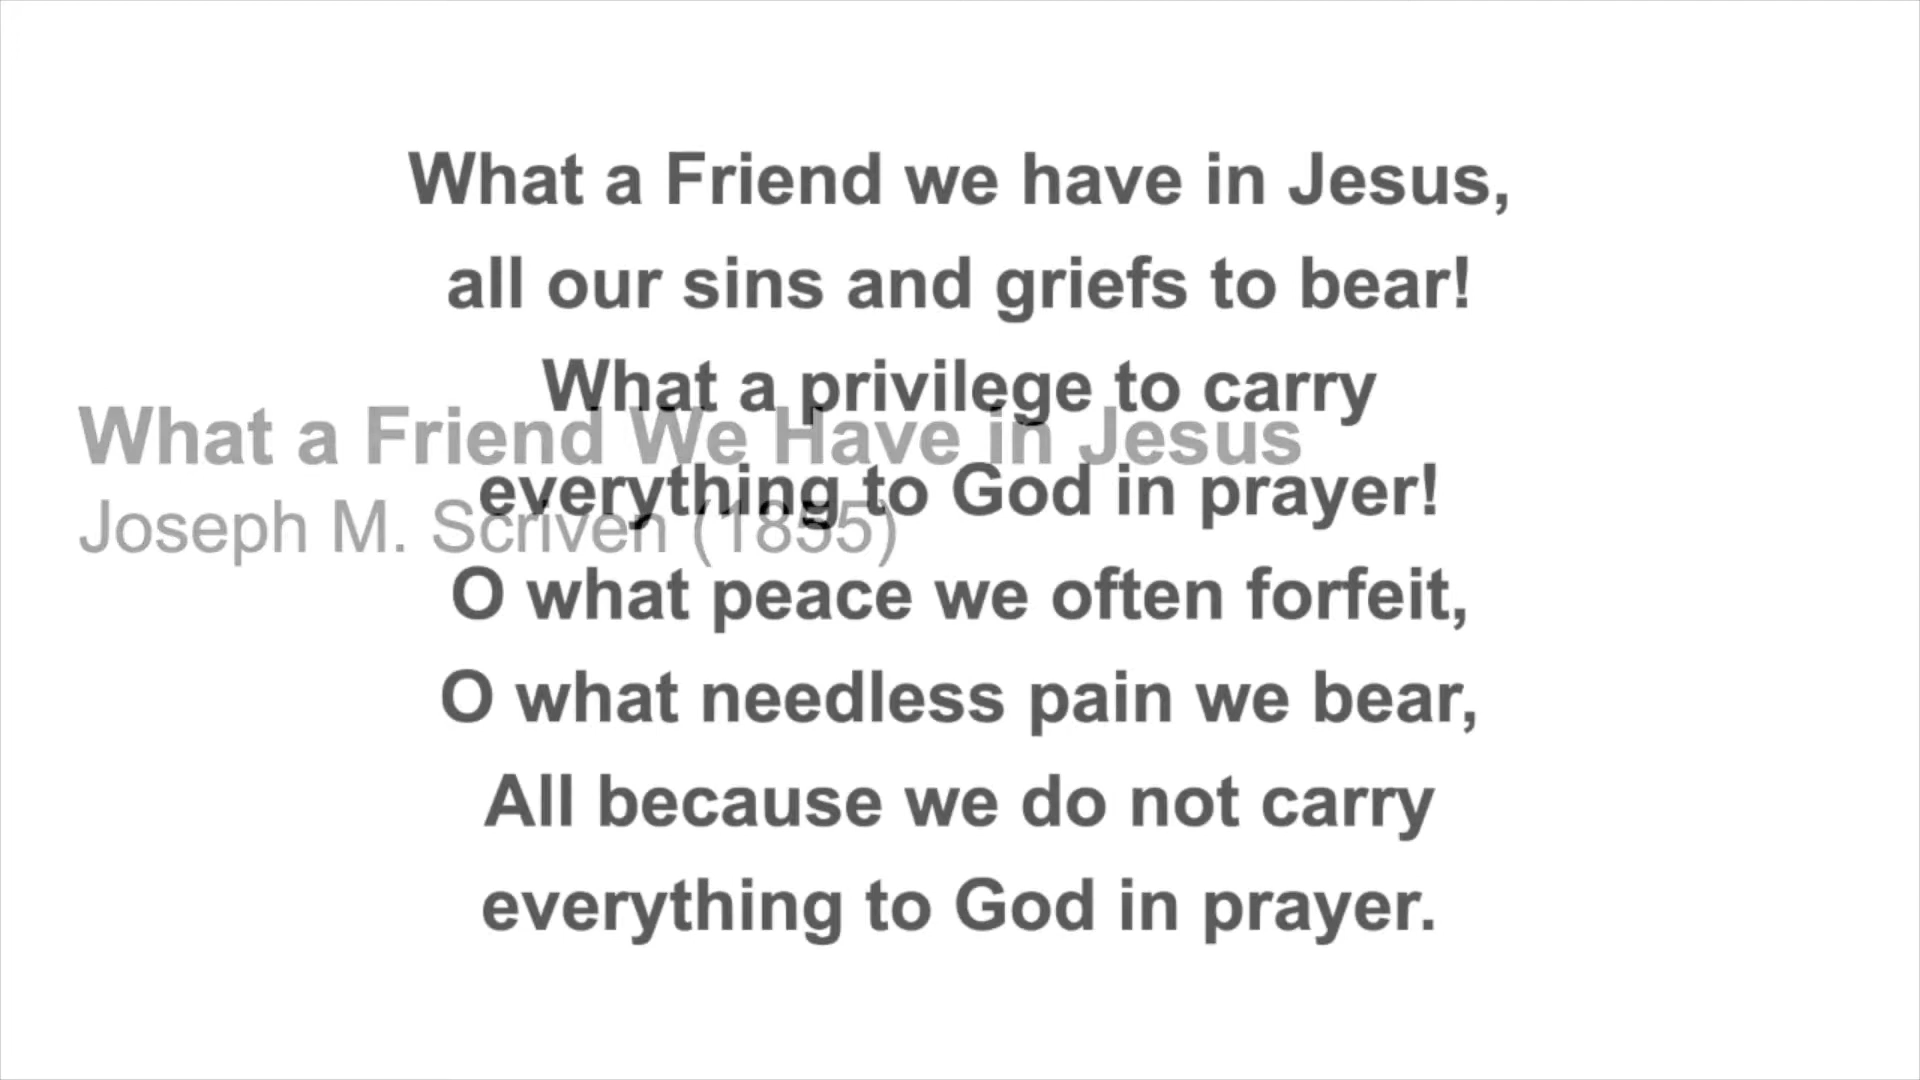 What a Friend we have in Jesus,
all our sins and griefs to bear!
What a privilege to carry
What a Friend We Have in Jesus
everything to God in prayer!
Joseph M. Scriven (1855)
O what peace we often forfeit,
O what needless pain we bear,
All because we do not carry
everything to God in prayer.